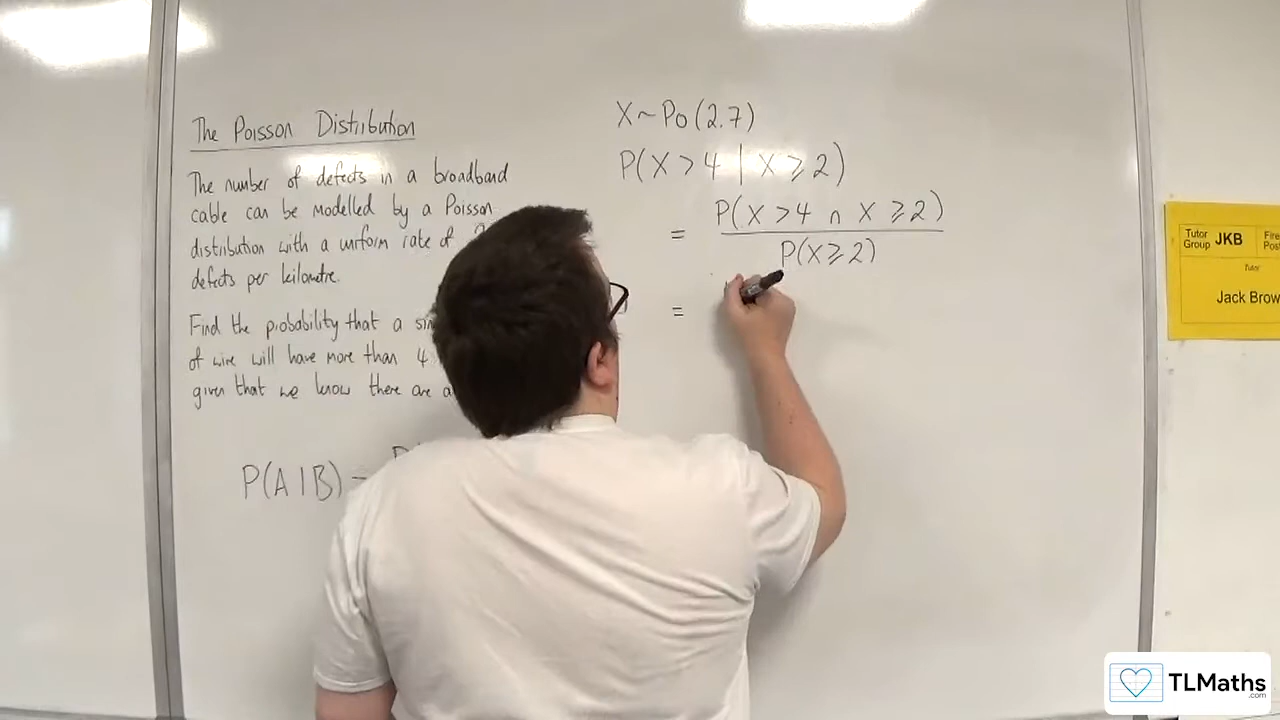 The Poisson Distribution
The number of defects in a broadband
cable can be modelled by a Poisson
distribution with a uniform rate of
defects per kilometre.
Find the probability that a
of wire will have more than 4
given that we know there are
P(A|B) =
X~Po(2.7)
P(X>4 | X≥2)
= P(X>4 ∩ X≥2)
P(X≥2)
=
Tutor Group JKB
Tutor
Jack Brow
TLMaths
.com